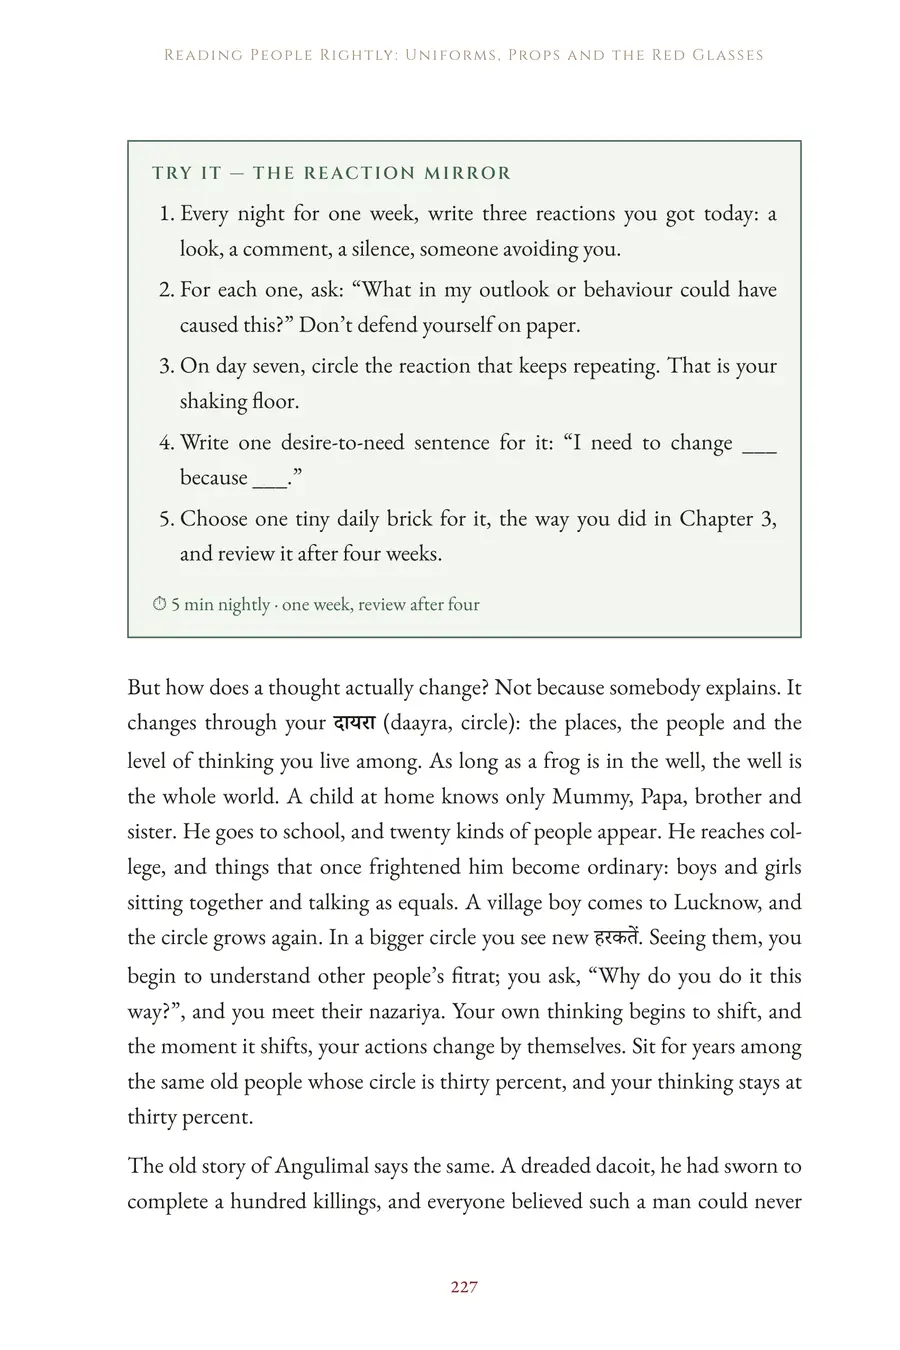 READING PEOPLE RIGHTLY: UNIFORMS, PROPS AND THE RED GLASSES
TRY IT — THE REACTION MIRROR
1. Every night for one week, write three reactions you got today: a
look, a comment, a silence, someone avoiding you.
2. For each one, ask: “What in my outlook or behaviour could have
caused this?” Don’t defend yourself on paper.
3. On day seven, circle the reaction that keeps repeating. That is your
shaking floor.
4. Write one desire-to-need sentence for it: “I need to change ___
because ___.”
5. Choose one tiny daily brick for it, the way you did in Chapter 3,
and review it after four weeks.
⏱ 5 min nightly · one week, review after four
But how does a thought actually change? Not because somebody explains. It
changes through your दायरा (daayra, circle): the places, the people and the
level of thinking you live among. As long as a frog is in the well, the well is
the whole world. A child at home knows only Mummy, Papa, brother and
sister. He goes to school, and twenty kinds of people appear. He reaches col-
lege, and things that once frightened him become ordinary: boys and girls
sitting together and talking as equals. A village boy comes to Lucknow, and
the circle grows again. In a bigger circle you see new हरकतें. Seeing them, you
begin to understand other people’s fitrat; you ask, “Why do you do it this
way?”, and you meet their nazariya. Your own thinking begins to shift, and
the moment it shifts, your actions change by themselves. Sit for years among
the same old people whose circle is thirty percent, and your thinking stays at
thirty percent.
The old story of Angulimal says the same. A dreaded dacoit, he had sworn to
complete a hundred killings, and everyone believed such a man could never
227